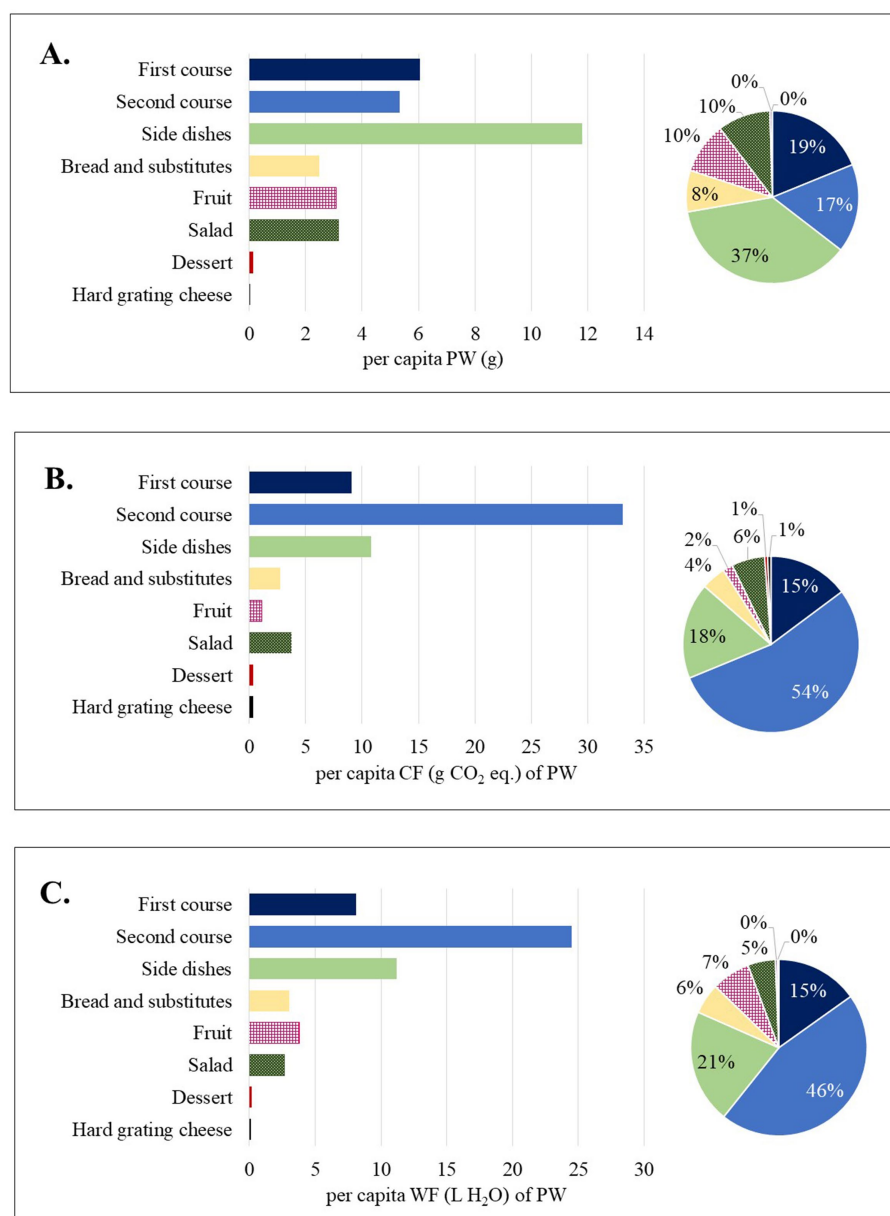 A.
First course
Second course
Side dishes
Bread and substitutes
Fruit
Salad
Dessert
Hard grating cheese
0 2 4 6 8 10 12 14
per capita PW (g)
0%
0%
10%
10%
19%
8%
17%
37%
B.
First course
Second course
Side dishes
Bread and substitutes
Fruit
Salad
Dessert
Hard grating cheese
0 5 10 15 20 25 30 35
per capita CF (g CO₂ eq.) of PW
1%
1%
2%
6%
4%
15%
18%
54%
C.
First course
Second course
Side dishes
Bread and substitutes
Fruit
Salad
Dessert
Hard grating cheese
0 5 10 15 20 25 30
per capita WF (L H₂O) of PW
0%
0%
7%
5%
6%
15%
21%
46%